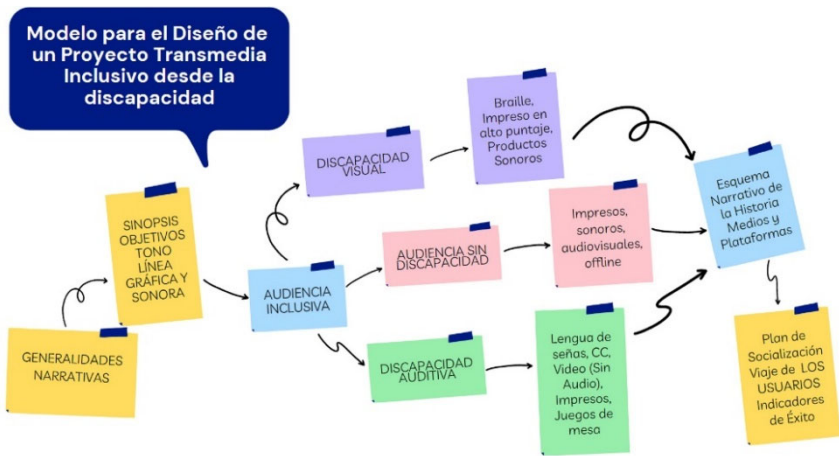 Modelo para el Diseño de
un Proyecto Transmedia
Inclusivo desde la
discapacidad
GENERALIDADES
NARRATIVAS
SINOPSIS
OBJETIVOS
TONO
LÍNEA
GRÁFICA Y
SONORA
AUDIENCIA
INCLUSIVA
DISCAPACIDAD
VISUAL
Braille,
Impreso en
alto puntaje,
Productos
Sonoros
AUDIENCIA SIN
DISCAPACIDAD
Impresos,
sonoros,
audiovisuales,
offline
DISCAPACIDAD
AUDITIVA
Lengua de
señas, CC,
Video (Sin
Audio),
Impresos,
Juegos de
mesa
Esquema
Narrativo de
la Historia
Medios y
Plataformas
Plan de
Socialización
Viaje de LOS
USUARIOS
Indicadores
de Éxito